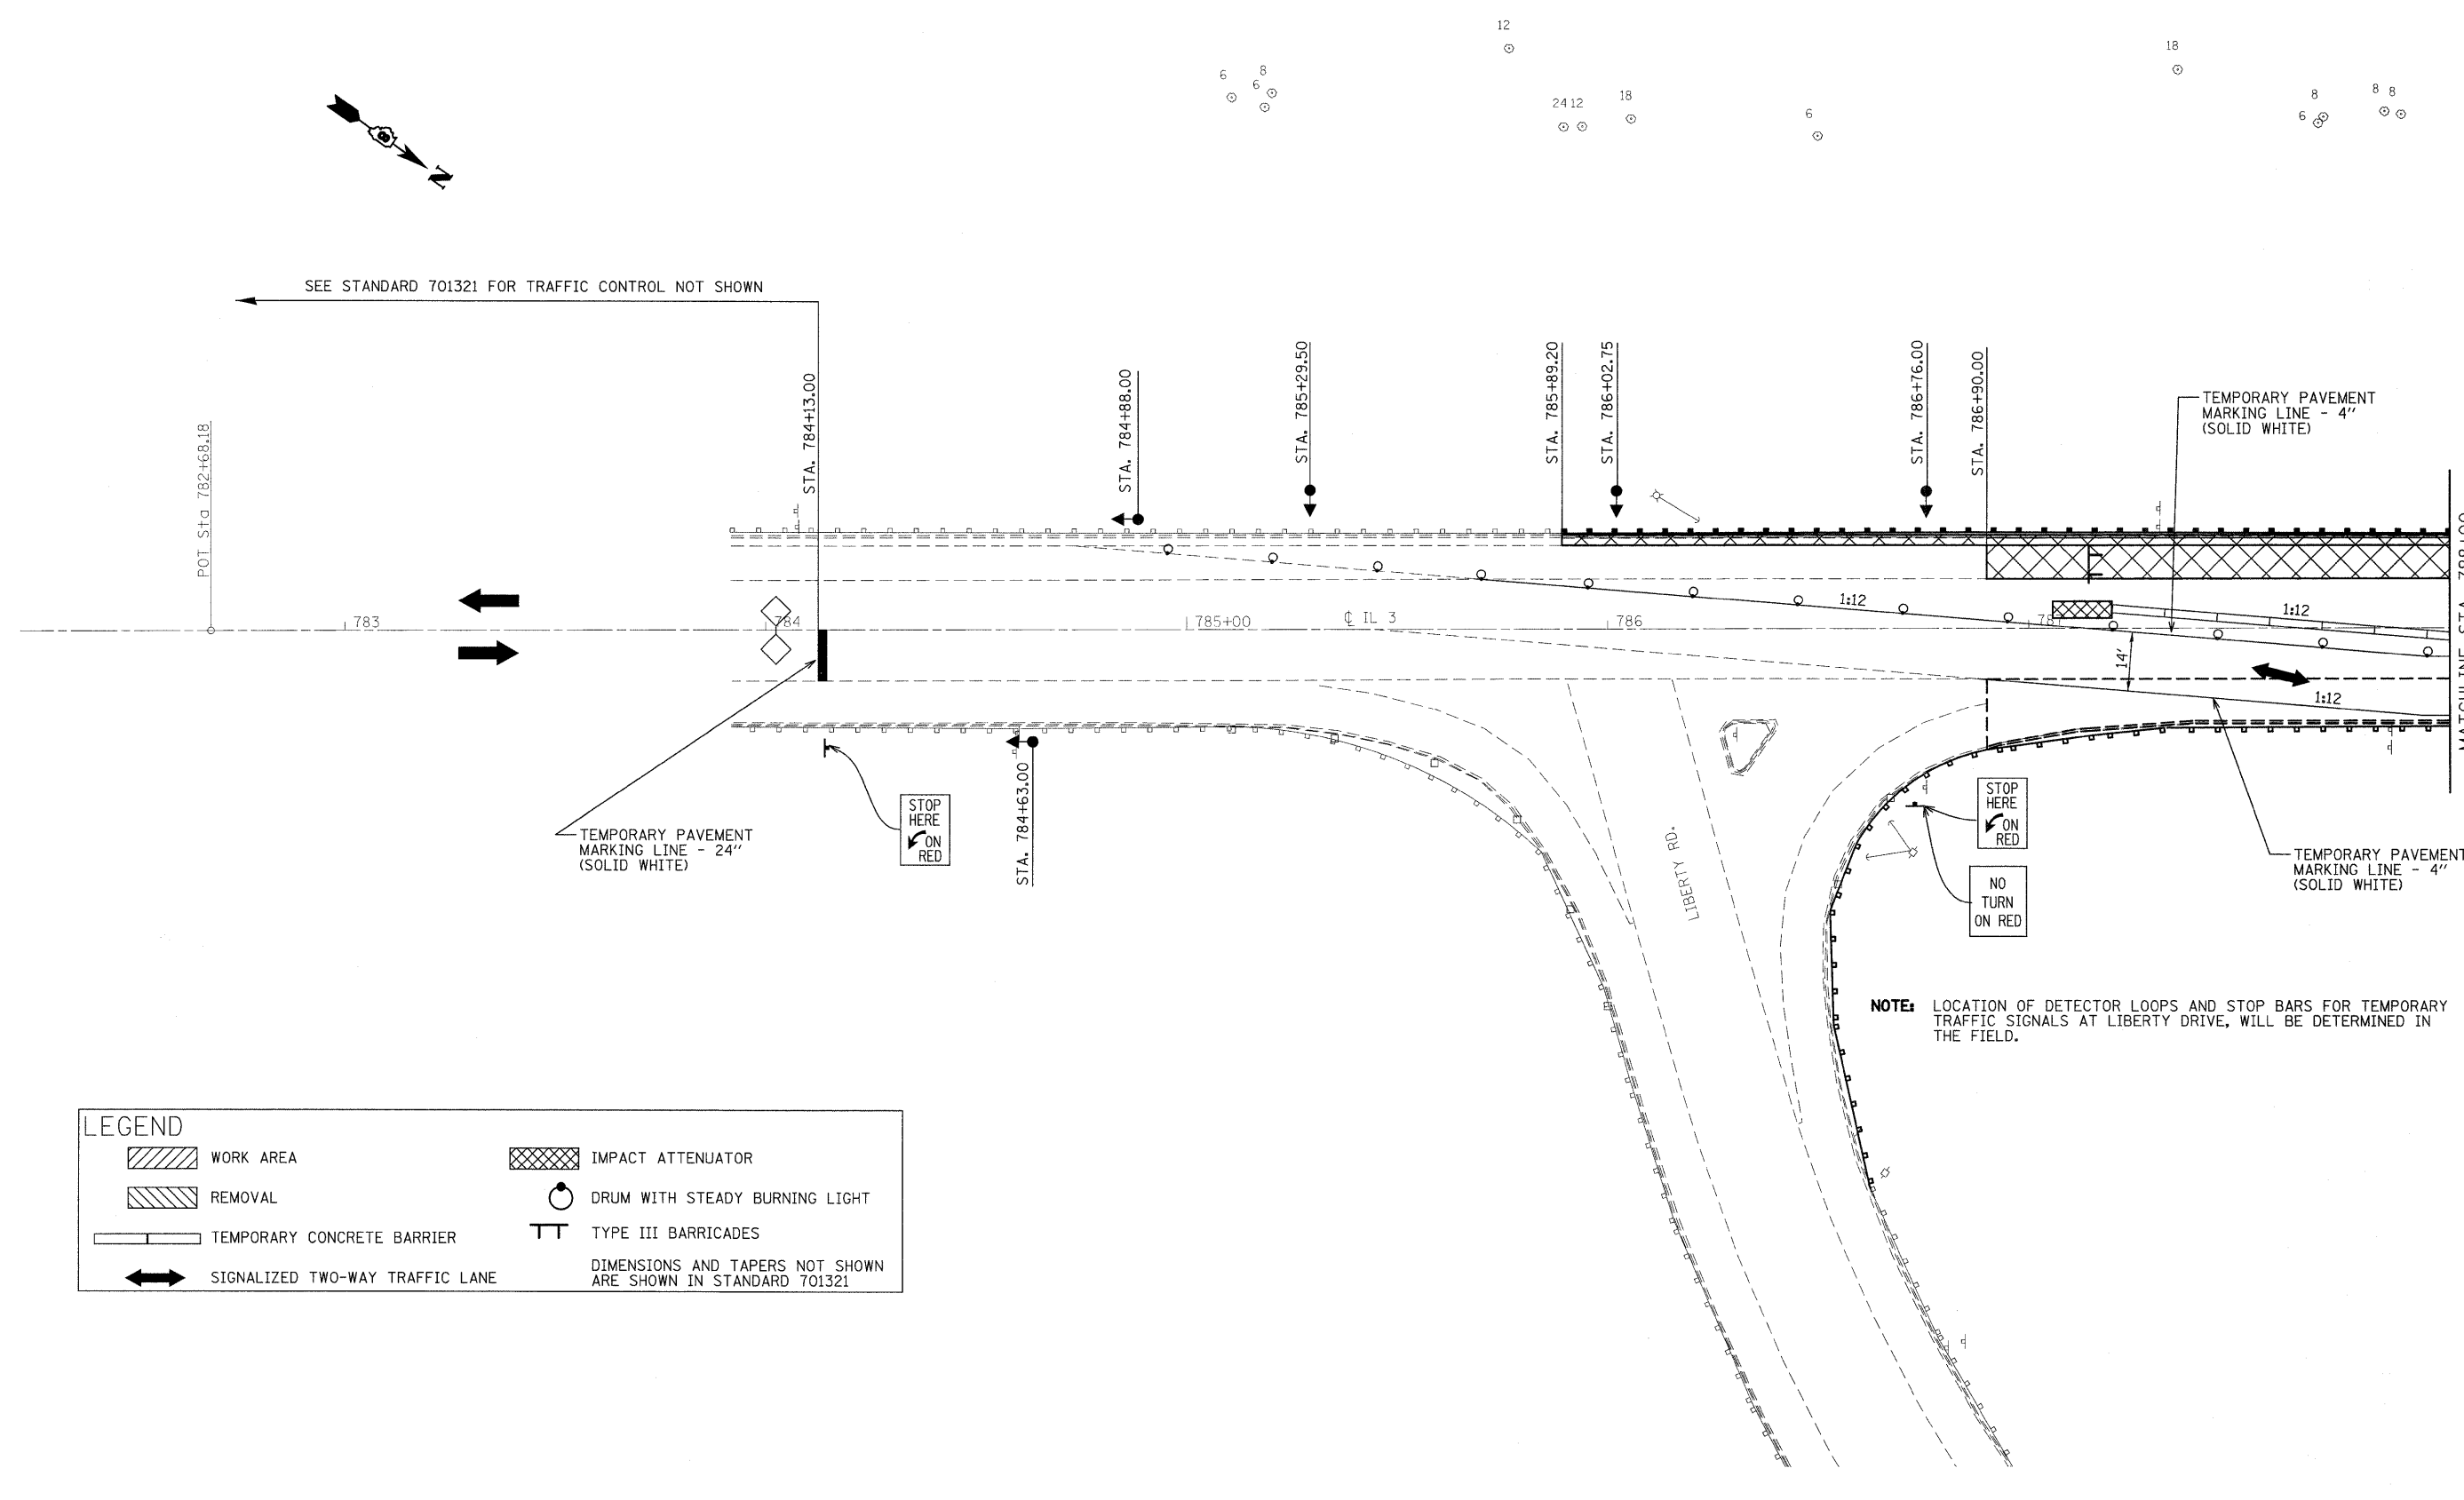 12
18
6
8
6
24
12
18
6
8
6
8
8
N
SEE STANDARD 701321 FOR TRAFFIC CONTROL NOT SHOWN
POT Sta 782+68.18
STA. 784+13.00
STA. 784+88.00
STA. 785+29.50
STA. 785+89.20
STA. 786+02.75
STA. 786+76.00
STA. 786+90.00
TEMPORARY PAVEMENT
MARKING LINE - 4"
(SOLID WHITE)
783
784
785+00
℄ IL 3
786
1:12
1:12
14'
1:12
STA. 784+63.00
STOP
HERE
ON
RED
TEMPORARY PAVEMENT
MARKING LINE - 24"
(SOLID WHITE)
LIBERTY RD.
STOP
HERE
ON
RED
NO
TURN
ON RED
TEMPORARY PAVEMENT
MARKING LINE - 4"
(SOLID WHITE)
NOTE: LOCATION OF DETECTOR LOOPS AND STOP BARS FOR TEMPORARY
TRAFFIC SIGNALS AT LIBERTY DRIVE, WILL BE DETERMINED IN
THE FIELD.
LEGEND
WORK AREA
REMOVAL
TEMPORARY CONCRETE BARRIER
SIGNALIZED TWO-WAY TRAFFIC LANE
IMPACT ATTENUATOR
DRUM WITH STEADY BURNING LIGHT
TYPE III BARRICADES
DIMENSIONS AND TAPERS NOT SHOWN
ARE SHOWN IN STANDARD 701321